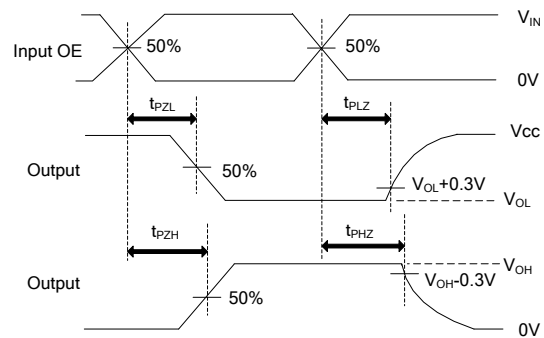 V_IN
Input OE
50%
50%
0V
t_PZL
t_PLZ
Vcc
Output
50%
V_OL+0.3V
V_OL
t_PZH
t_PHZ
V_OH
V_OH-0.3V
Output
50%
0V